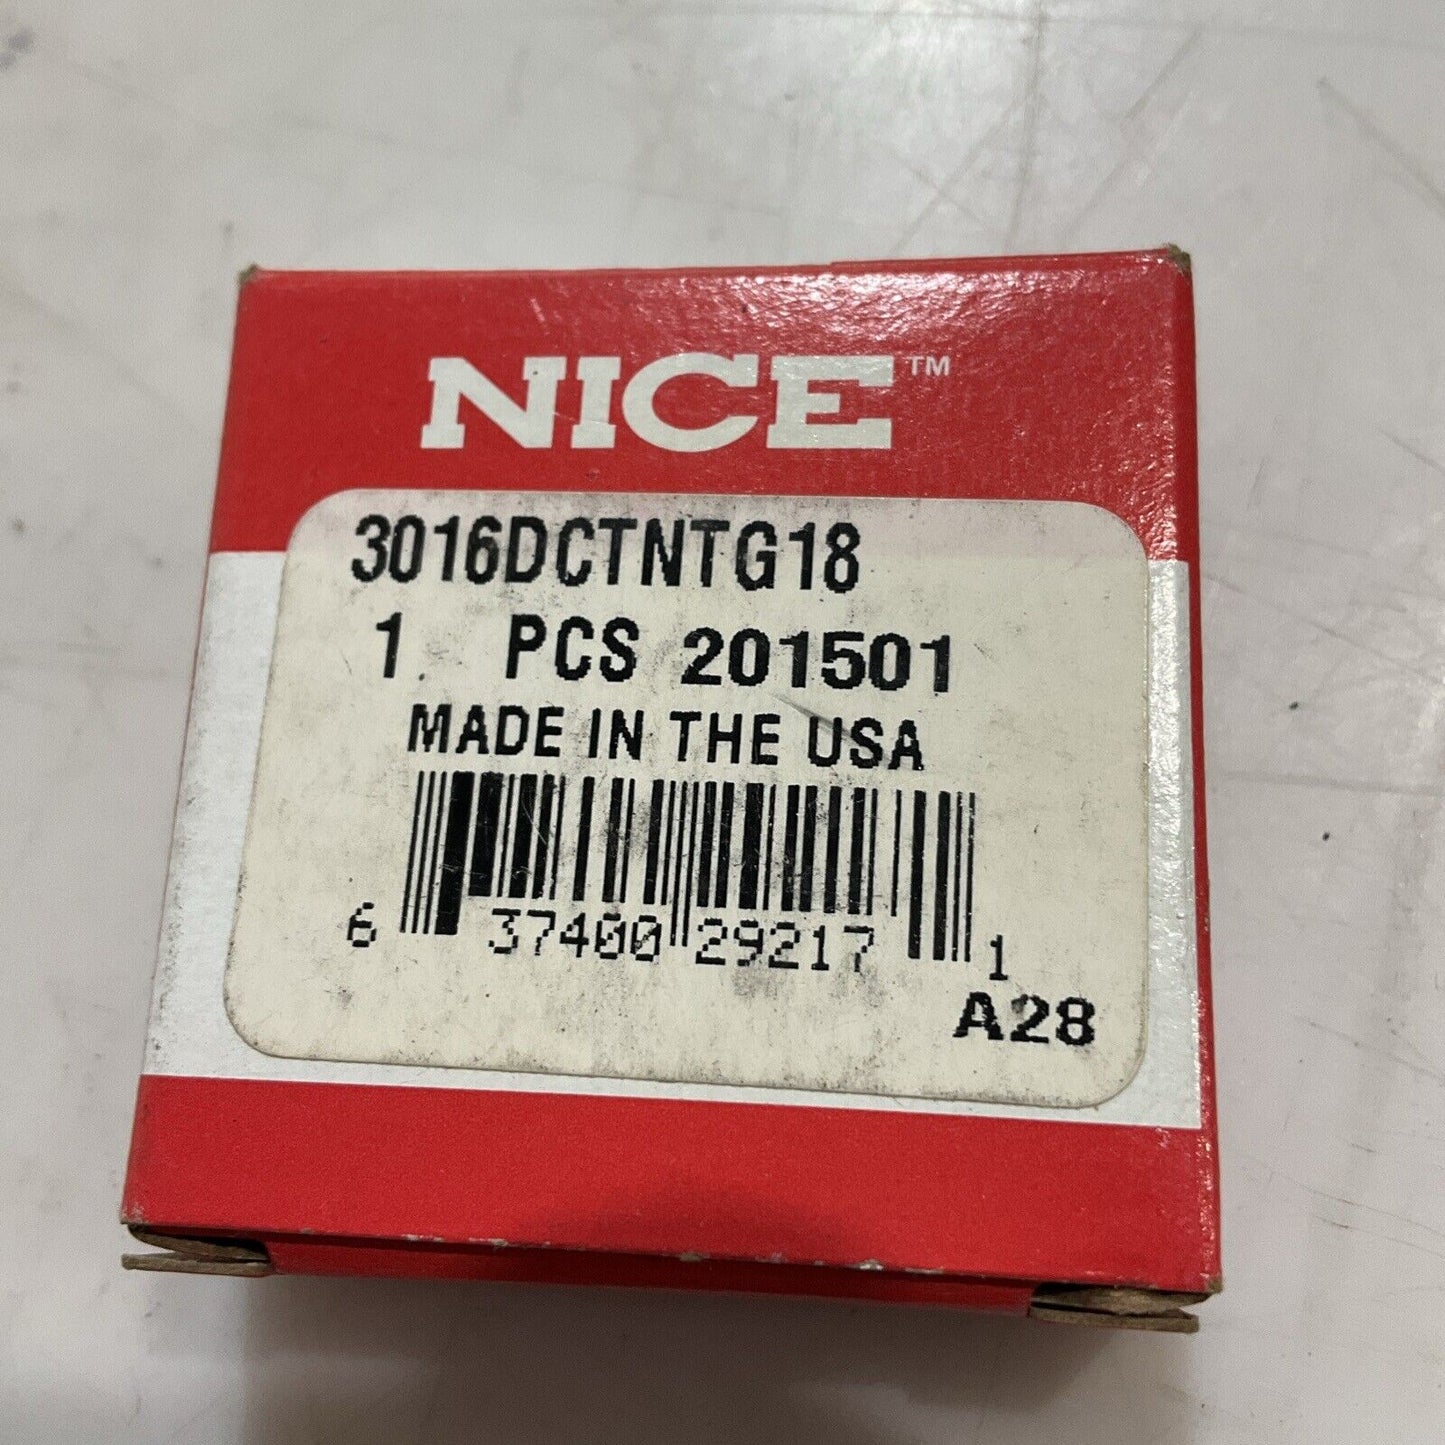 NICE™
3016DCTNTG18
1 PCS 201501
MADE IN THE USA
6 37400 29217 1
A28